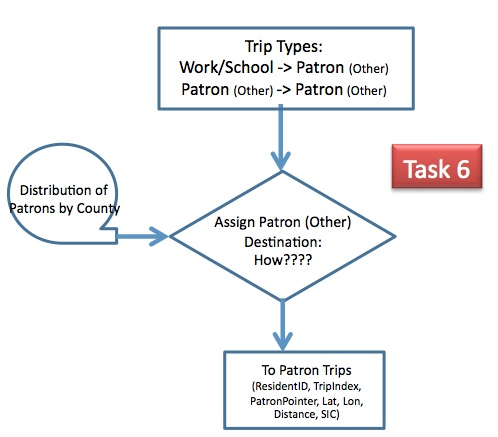 Trip Types:
Work/School -> Patron (Other)
Patron (Other) -> Patron (Other)
Task 6
Distribution of
Patrons by County
Assign Patron (Other)
Destination:
How????
To Patron Trips
(ResidentID, TripIndex,
PatronPointer, Lat, Lon,
Distance, SIC)